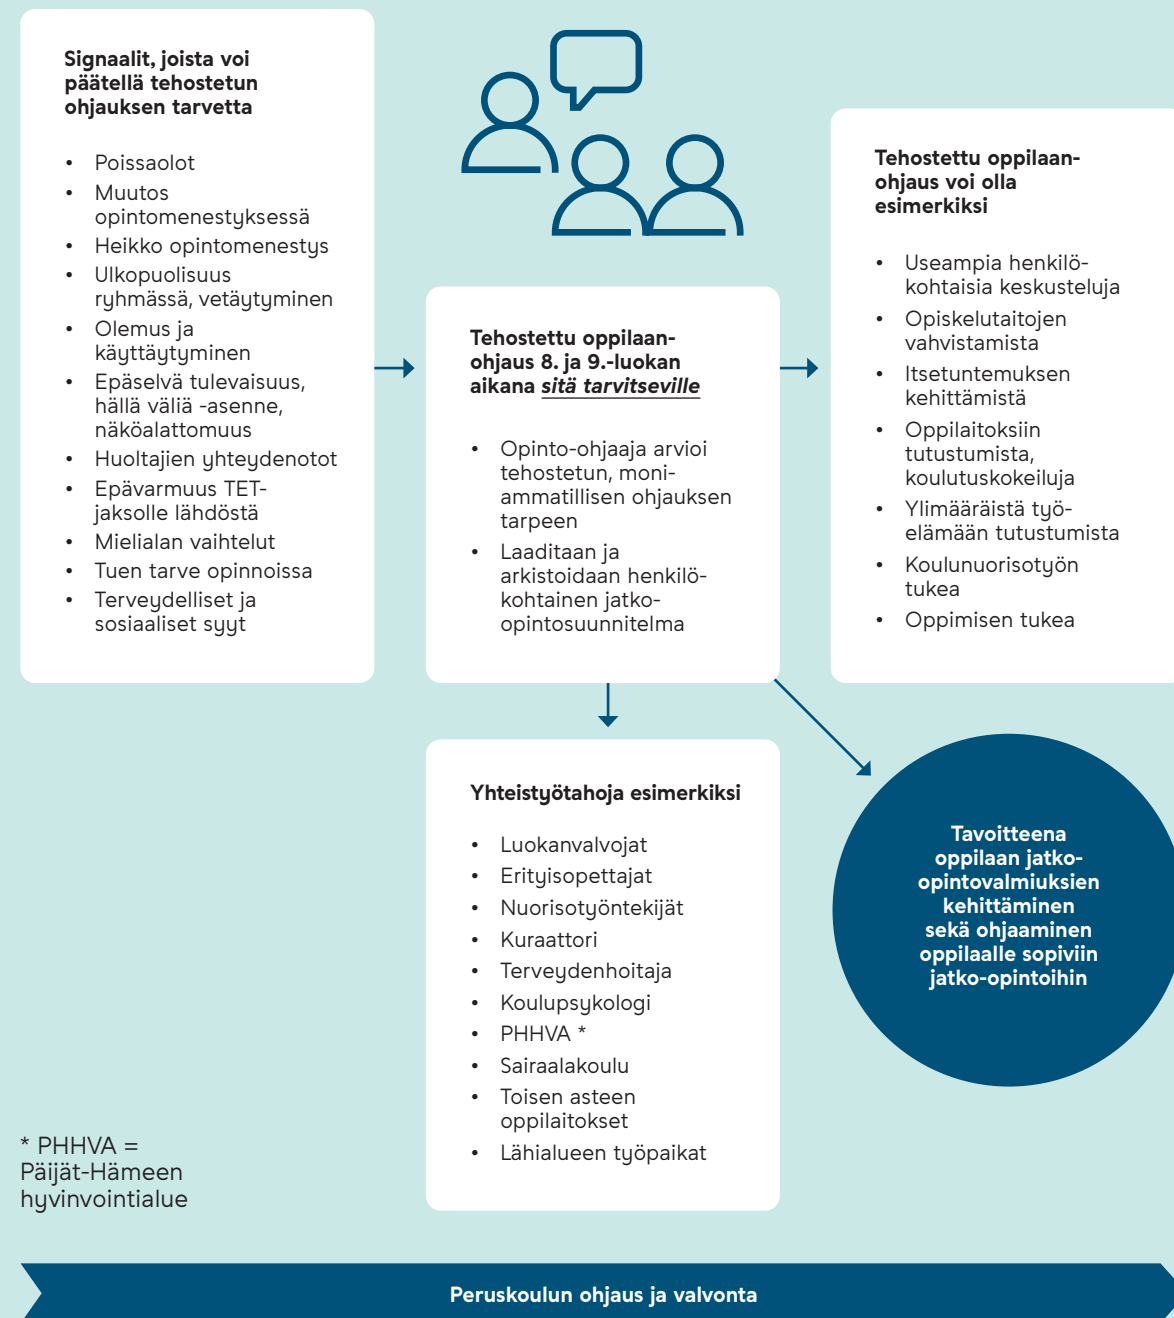 Signaalit, joista voi
päätellä tehostetun
ohjauksen tarvetta
• Poissaolot
• Muutos
opintomenestyksessä
• Heikko opintomenestys
• Ulkopuolisuus
ryhmässä, vetäytyminen
• Olemus ja
käyttäytyminen
• Epäselvä tulevaisuus,
hällä väliä -asenne,
näköalattomuus
• Huoltajien yhteydenotot
• Epävarmuus TET-
jaksolle lähdöstä
• Mielialan vaihtelut
• Tuen tarve opinnoissa
• Terveydelliset ja
sosiaaliset syyt
Tehostettu oppilaan-
ohjaus 8. ja 9.-luokan
aikana sitä tarvitseville
• Opinto-ohjaaja arvioi
tehostetun, moni-
ammatillisen ohjauksen
tarpeen
• Laaditaan ja
arkistoidaan henkilö-
kohtainen jatko-
opintosuunnitelma
Tehostettu oppilaan-
ohjaus voi olla
esimerkiksi
• Useampia henkilö-
kohtaisia keskusteluja
• Opiskelutaitojen
vahvistamista
• Itsetuntemuksen
kehittämistä
• Oppilaitoksiin
tutustumista,
koulutuskokeiluja
• Ylimääräistä työ-
elämään tutustumista
• Koulunuorisotyön
tukea
• Oppimisen tukea
Yhteistyötahoja esimerkiksi
• Luokanvalvojat
• Erityisopettajat
• Nuorisotyöntekijät
• Kuraattori
• Terveydenhoitaja
• Koulupsykologi
• PHHVA *
• Sairaalakoulu
• Toisen asteen
oppilaitokset
• Lähialueen työpaikat
Tavoitteena
oppilaan jatko-
opintovalmiuksien
kehittäminen
sekä ohjaaminen
oppilaalle sopiviin
jatko-opintoihin
* PHHVA =
Päijät-Hämeen
hyvinvointialue
Peruskoulun ohjaus ja valvonta